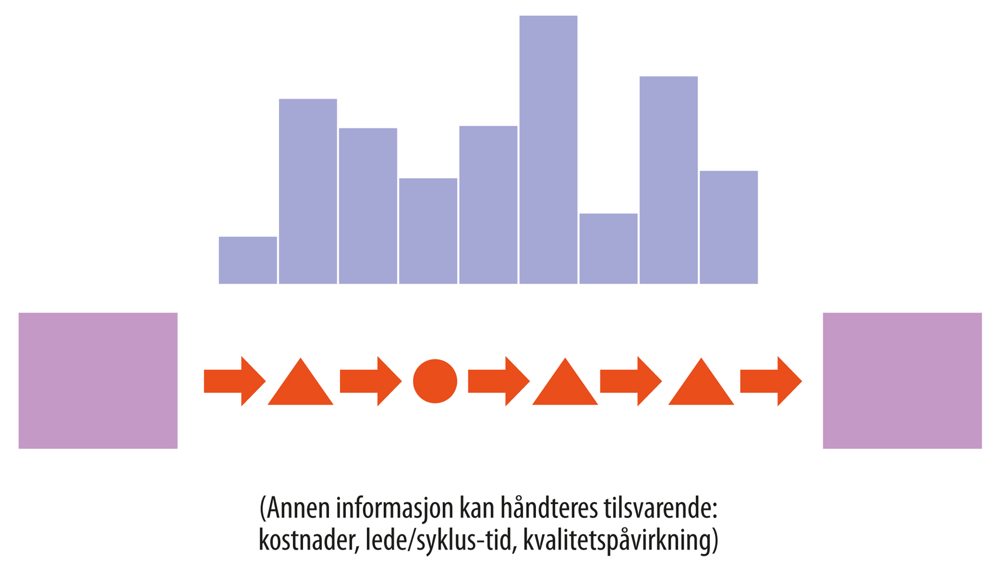 (Annen informasjon kan håndteres tilsvarende:
kostnader, lede/syklus-tid, kvalitetspåvirkning)